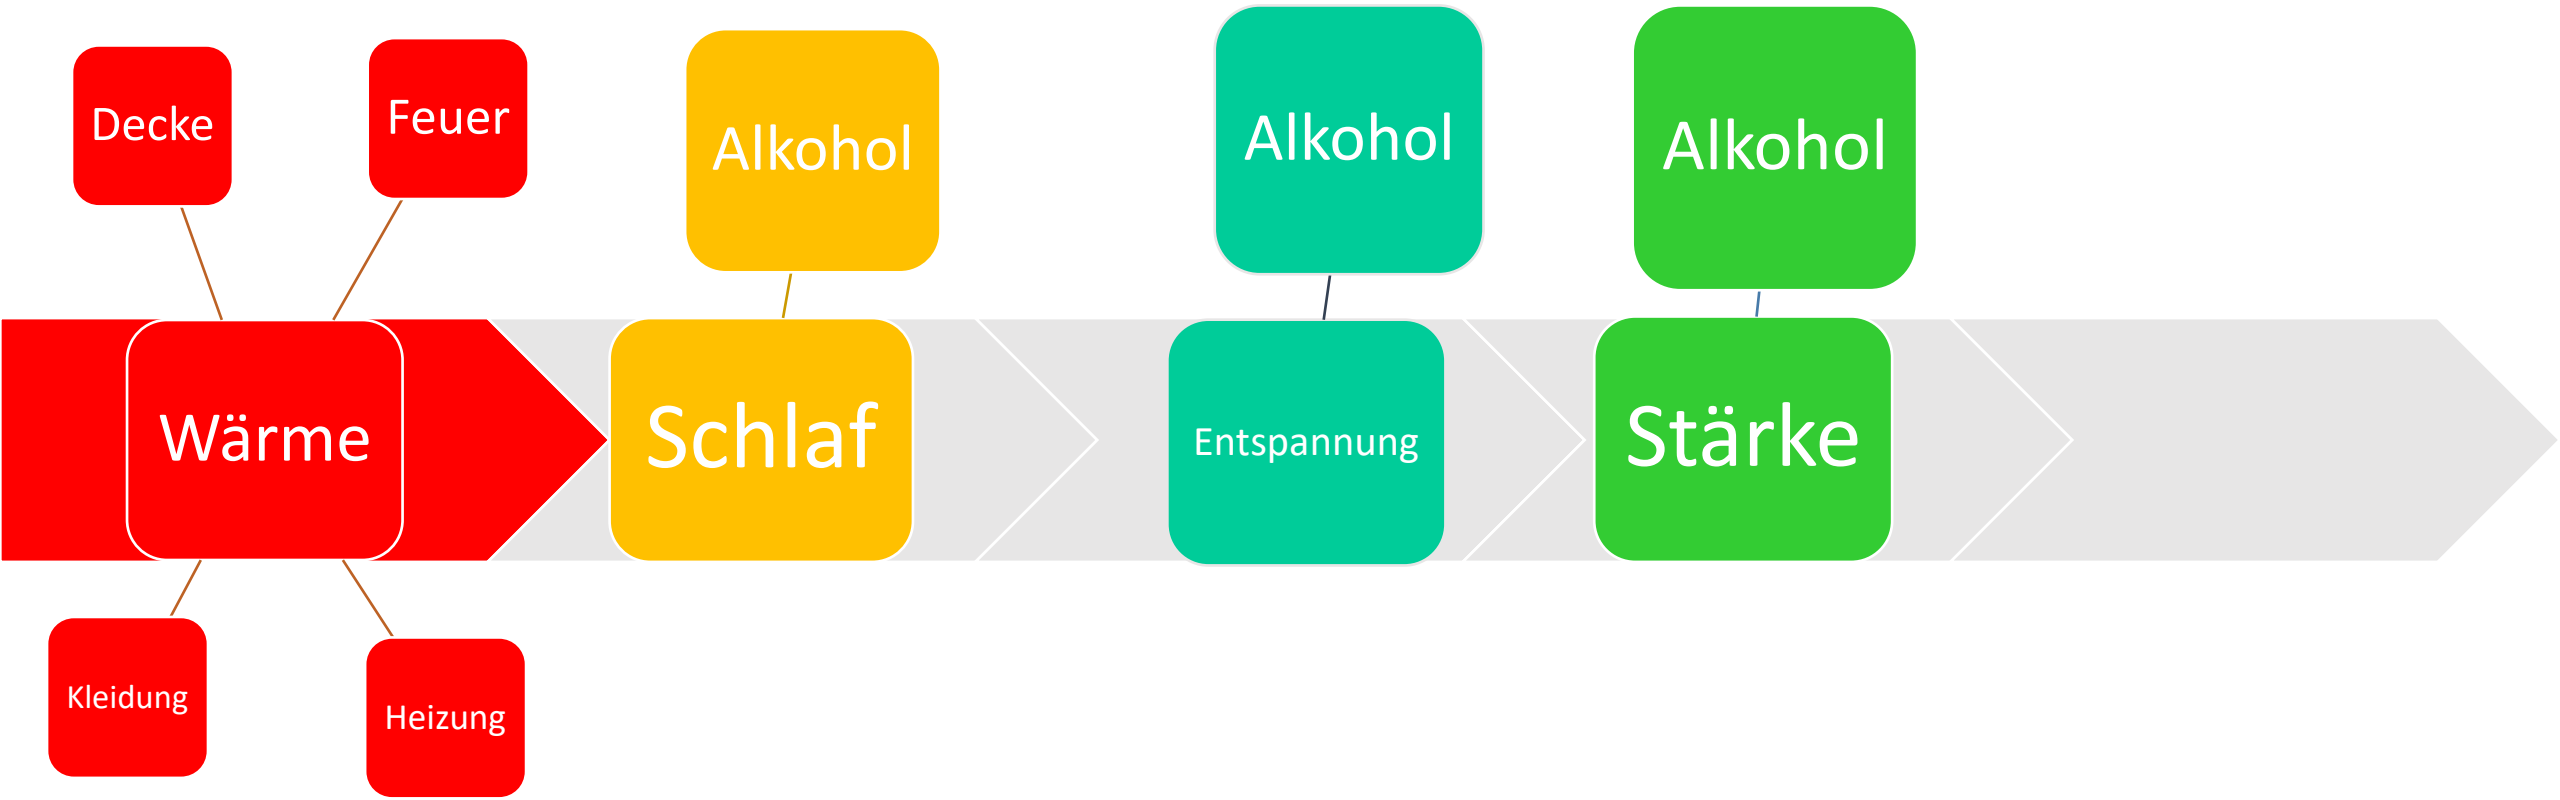 Decke
Feuer
Alkohol
Alkohol
Alkohol
Wärme
Schlaf
Entspannung
Stärke
Kleidung
Heizung